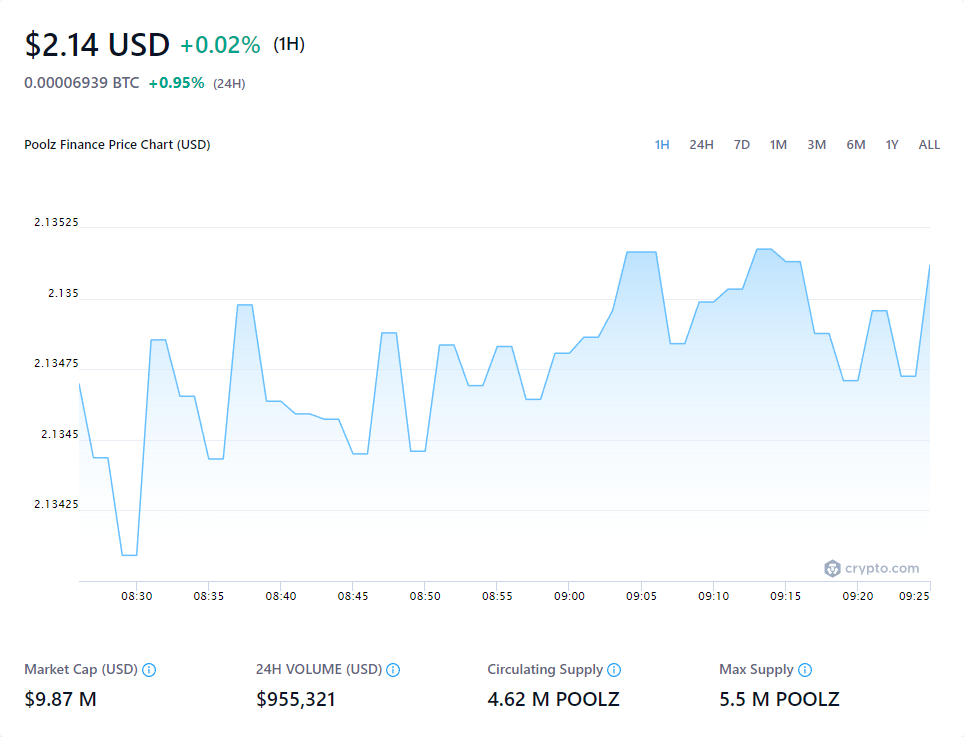 $2.14 USD +0.02% (1H)
0.00006939 BTC +0.95% (24H)
Poolz Finance Price Chart (USD) 1H 24H 7D 1M 3M 6M 1Y ALL
2.13525
2.135
2.13475
2.1345
2.13425
crypto.com
08:30 08:35 08:40 08:45 08:50 08:55 09:00 09:05 09:10 09:15 09:20 09:25
Market Cap (USD) 24H VOLUME (USD) Circulating Supply Max Supply
$9.87 M $955,321 4.62 M POOLZ 5.5 M POOLZ